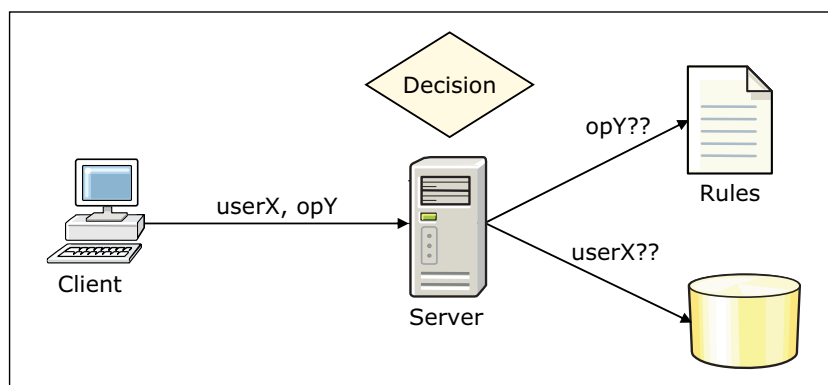 Decision
opY??
Rules
userX, opY
userX??
Client
Server